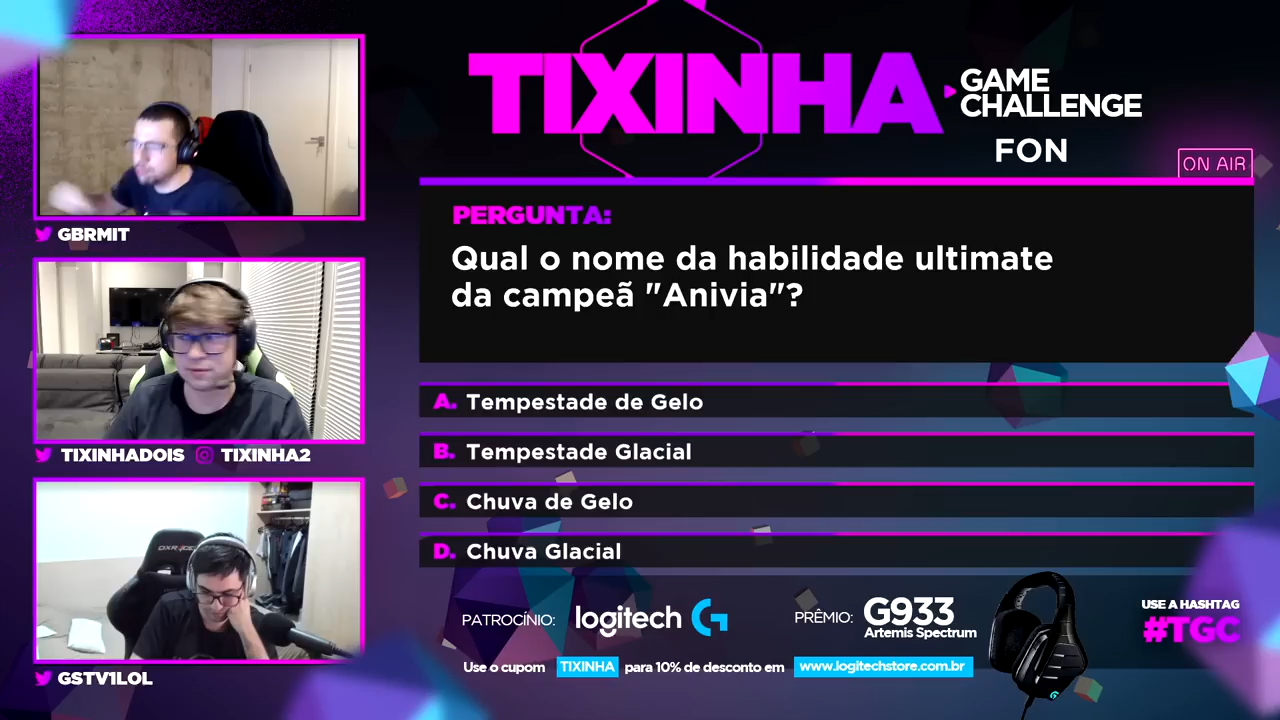 TIXINHA
GAME
CHALLENGE
FON
ON AIR
GBRMIT
PERGUNTA:
Qual o nome da habilidade ultimate
da campeã "Anivia"?
A. Tempestade de Gelo
B. Tempestade Glacial
C. Chuva de Gelo
D. Chuva Glacial
TIXINHADOIS TIXINHA2
DXRACER
GSTV1LOL
PATROCÍNIO: logitech G
PRÊMIO: G933
Artemis Spectrum
USE A HASHTAG
#TGC
Use o cupom TIXINHA para 10% de desconto em www.logitechstore.com.br